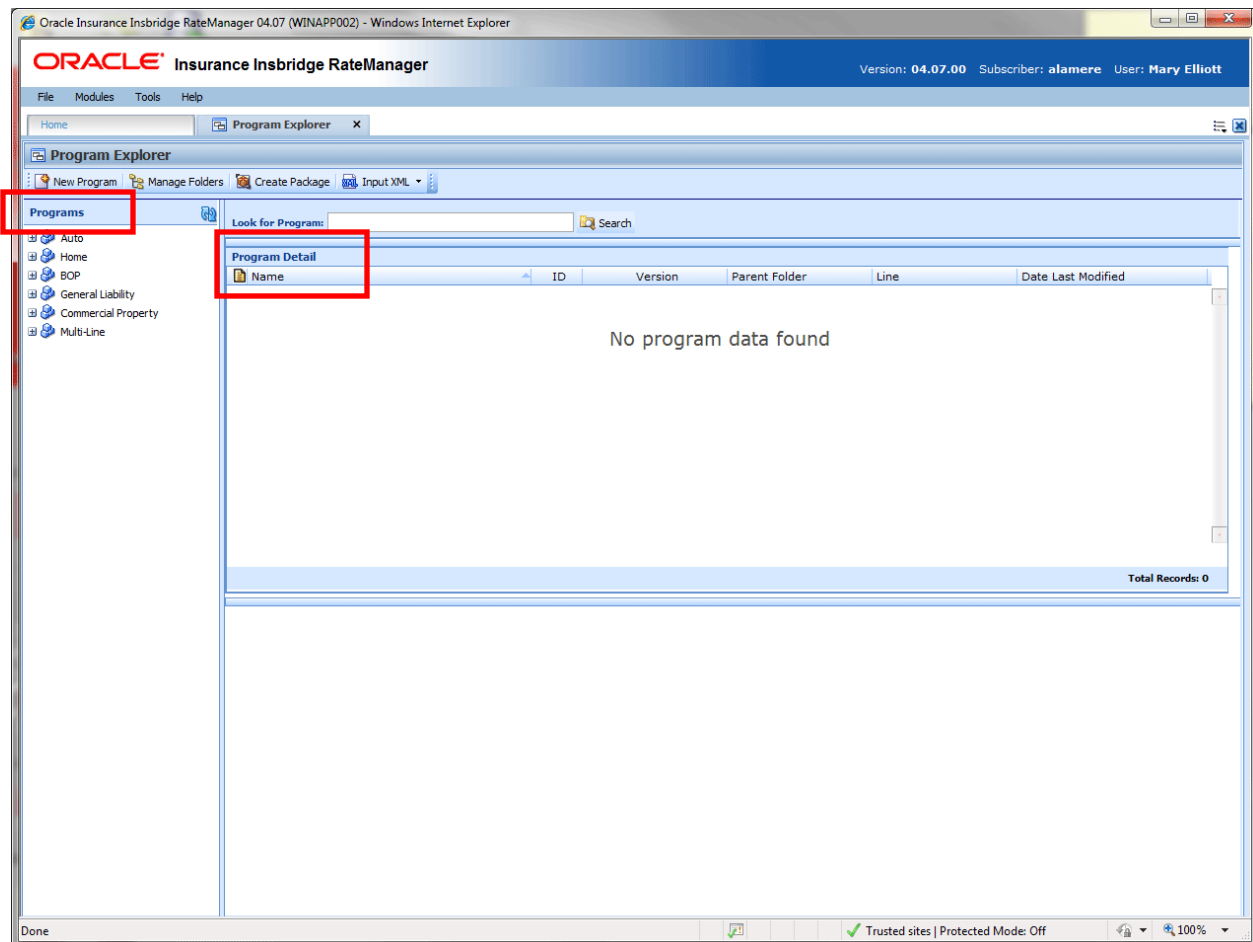 Oracle Insurance Insbridge RateManager 04.07 (WINAPP002) - Windows Internet Explorer
ORACLE Insurance Insbridge RateManager
Version: 04.07.00 Subscriber: alamere User: Mary Elliott
File Modules Tools Help
Home Program Explorer X
Program Explorer
New Program Manage Folders Create Package Input XML
Programs
Look for Program: Search
Auto
Home
BOP
General Liability
Commercial Property
Multi-Line
Program Detail
Name ID Version Parent Folder Line Date Last Modified
No program data found
Total Records: 0
Done Trusted sites | Protected Mode: Off 100%